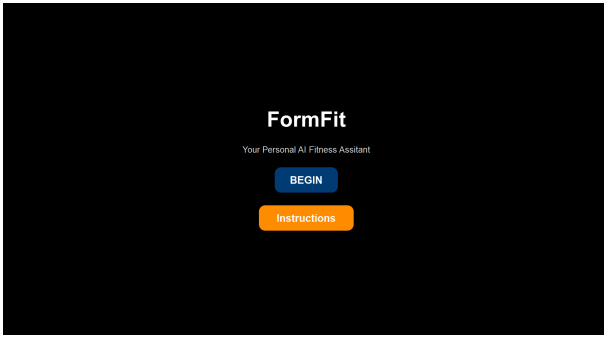 FormFit
Your Personal AI Fitness Assitant
BEGIN
Instructions